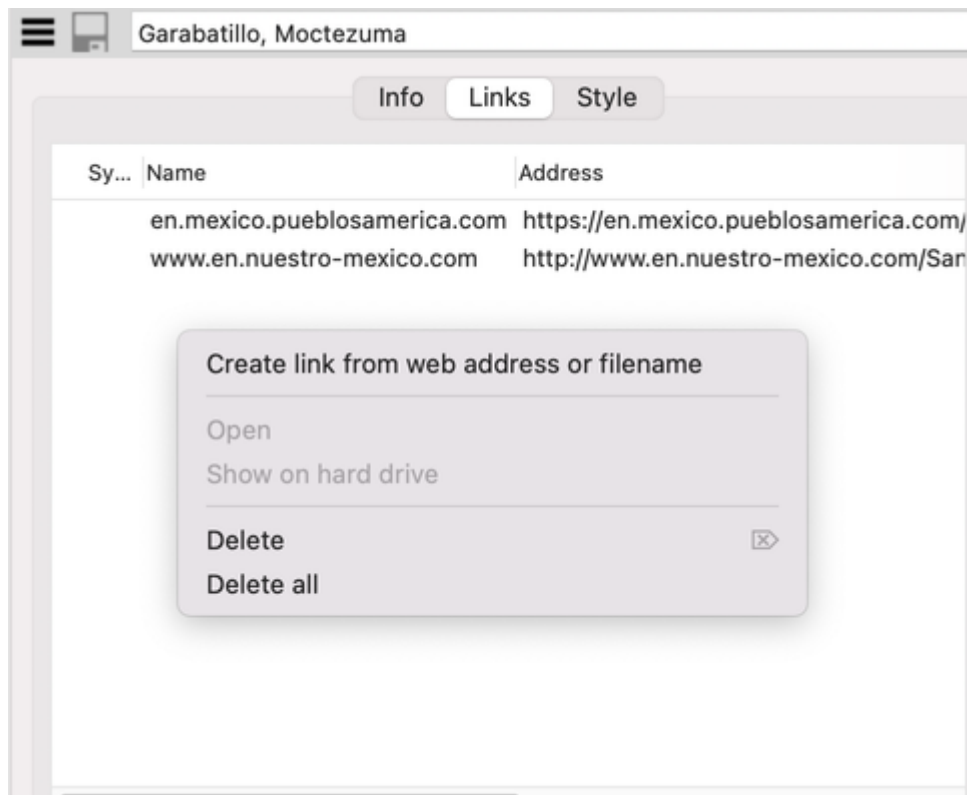 Garabatillo, Moctezuma
Info Links Style
Sy... Name Address
en.mexico.pueblosamerica.com https://en.mexico.pueblosamerica.com/
www.en.nuestro-mexico.com http://www.en.nuestro-mexico.com/San
Create link from web address or filename
Open
Show on hard drive
Delete
Delete all